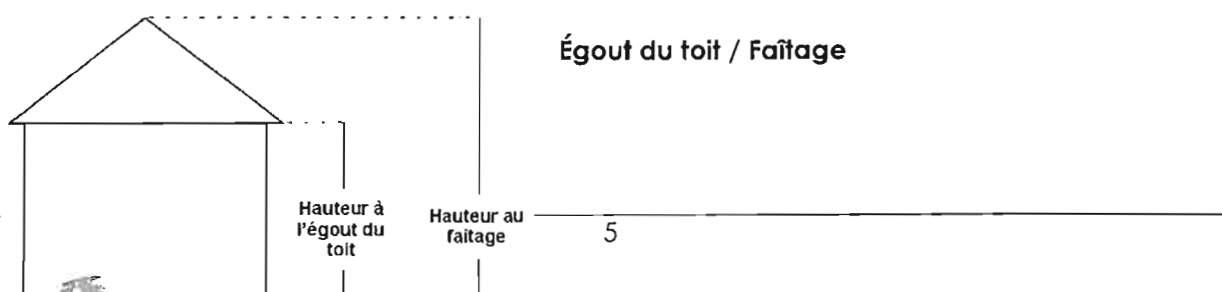 Égout du toit / Faîtage
Hauteur à
l'égout du
toit
Hauteur au
faitage
5